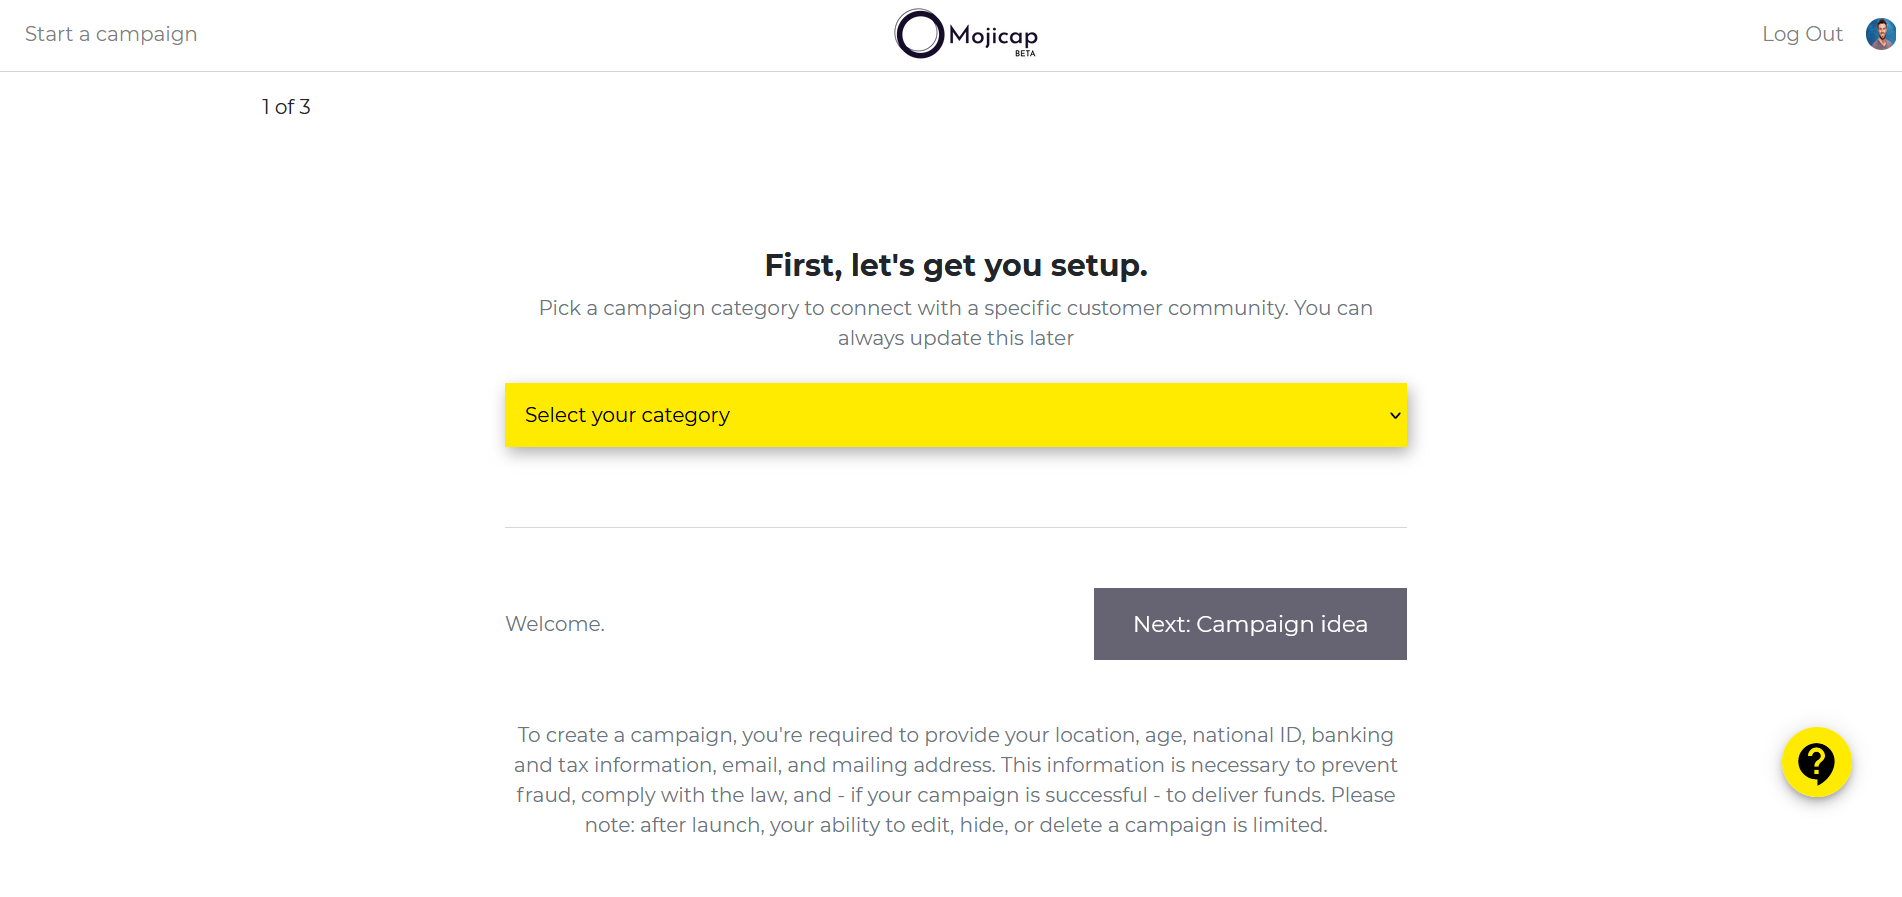 Start a campaign
Mojicap
BETA
Log Out
1 of 3
First, let's get you setup.
Pick a campaign category to connect with a specific customer community. You can
always update this later
Select your category
Welcome.
Next: Campaign idea
To create a campaign, you're required to provide your location, age, national ID, banking
and tax information, email, and mailing address. This information is necessary to prevent
fraud, comply with the law, and - if your campaign is successful - to deliver funds. Please
note: after launch, your ability to edit, hide, or delete a campaign is limited.
?